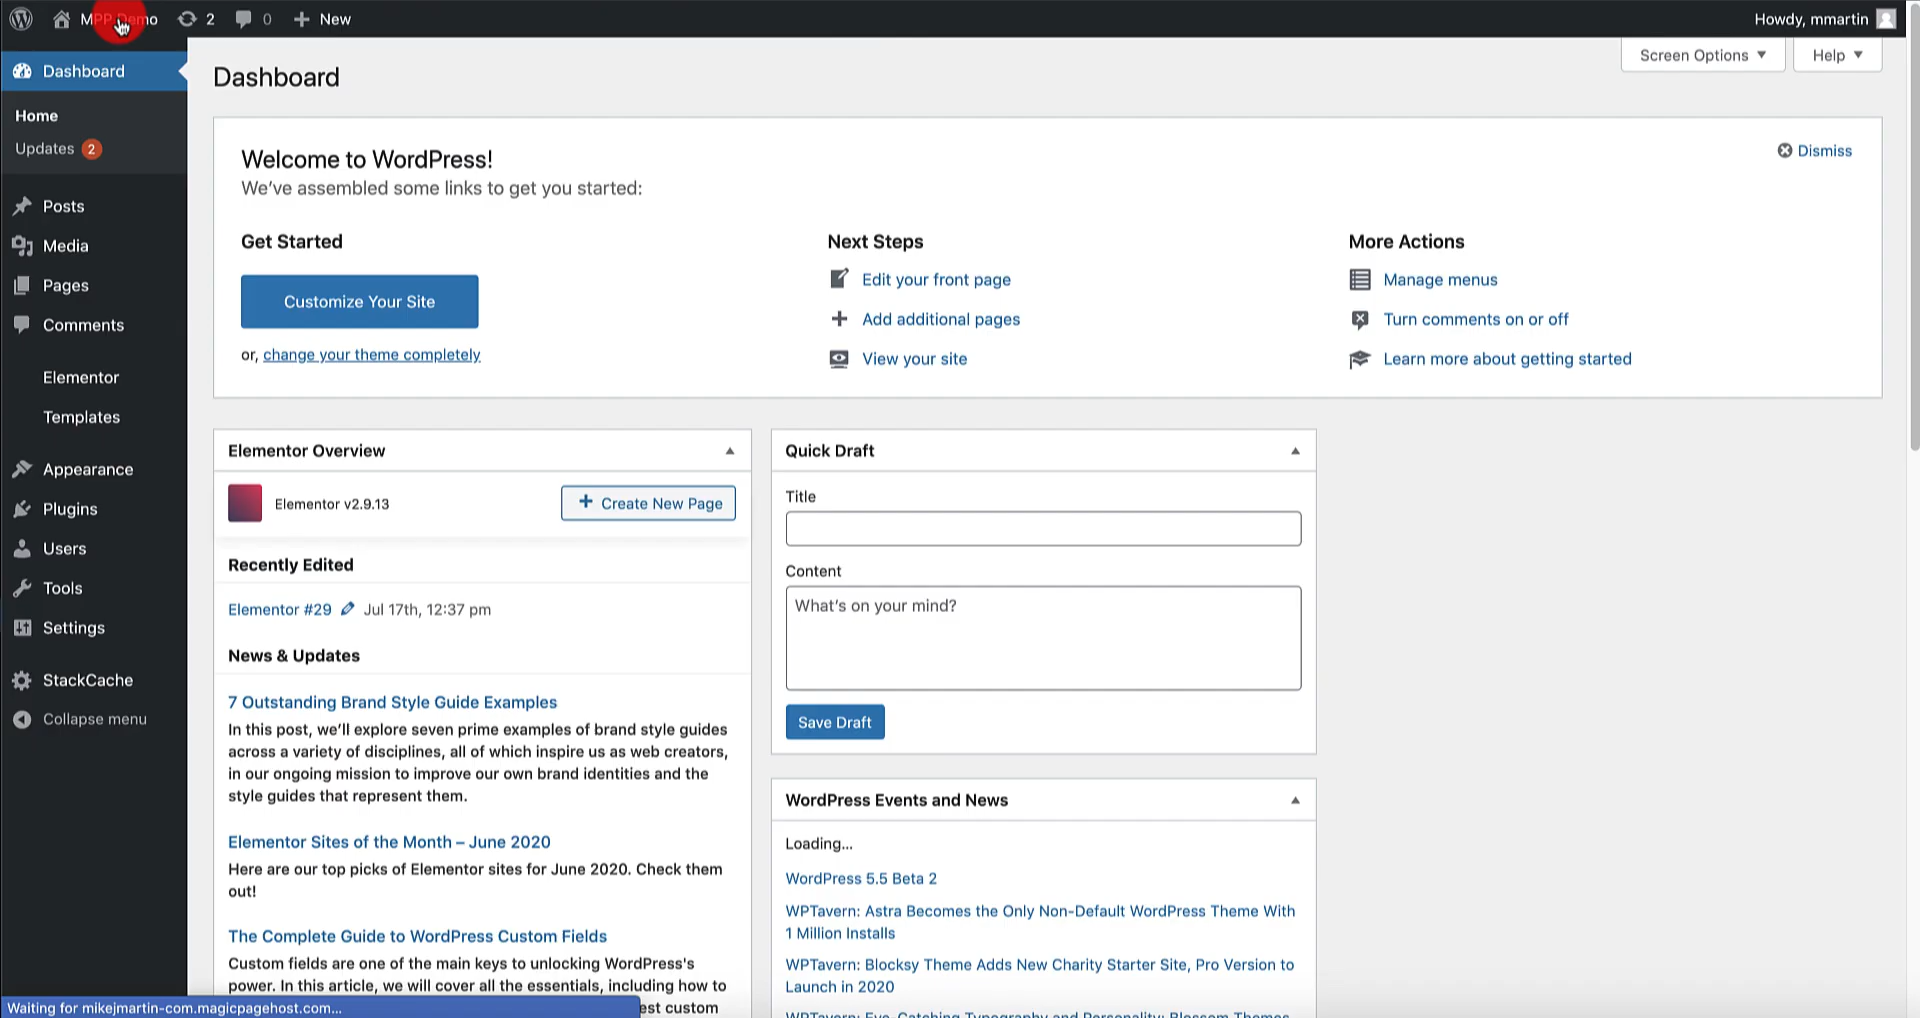 MPP Demo
2
0
New
Howdy, mmartin
Screen Options
Help
Dashboard
Home
Updates 2
Posts
Media
Pages
Comments
Elementor
Templates
Appearance
Plugins
Users
Tools
Settings
StackCache
Collapse menu
Dashboard
Welcome to WordPress!
We've assembled some links to get you started:
Dismiss
Get Started
Customize Your Site
or, change your theme completely
Next Steps
Edit your front page
Add additional pages
View your site
More Actions
Manage menus
Turn comments on or off
Learn more about getting started
Elementor Overview
Elementor v2.9.13
Create New Page
Recently Edited
Elementor #29 Jul 17th, 12:37 pm
News & Updates
7 Outstanding Brand Style Guide Examples
In this post, we'll explore seven prime examples of brand style guides
across a variety of disciplines, all of which inspire us as web creators,
in our ongoing mission to improve our own brand identities and the
style guides that represent them.
Elementor Sites of the Month – June 2020
Here are our top picks of Elementor sites for June 2020. Check them
out!
The Complete Guide to WordPress Custom Fields
Custom fields are one of the main keys to unlocking WordPress's
power. In this article, we will cover all the essentials, including how to
est custom
Quick Draft
Title
Content
What's on your mind?
Save Draft
WordPress Events and News
Loading...
WordPress 5.5 Beta 2
WPTavern: Astra Becomes the Only Non-Default WordPress Theme With
1 Million Installs
WPTavern: Blocksy Theme Adds New Charity Starter Site, Pro Version to
Launch in 2020
WPTavern: Eye-Catching Typography and Personality: Blossom Themes
Waiting for mikejmartin-com.magicpagehost.com...